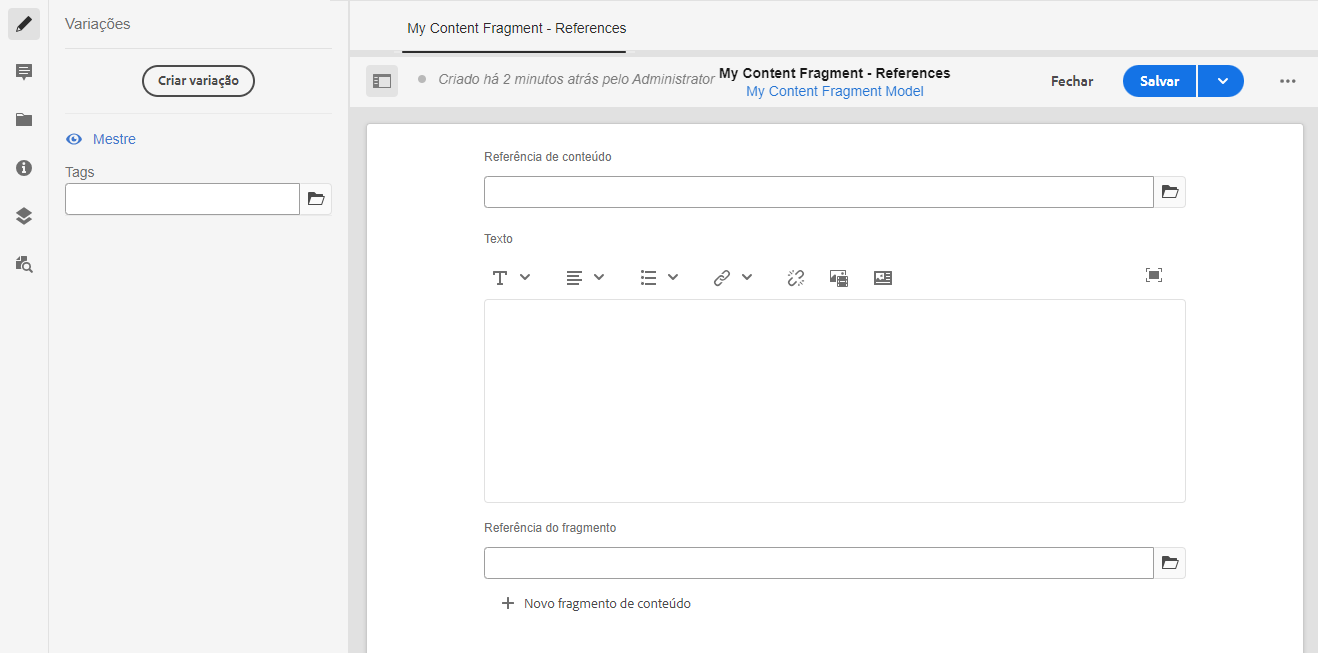 Variações
Criar variação
Mestre
Tags
My Content Fragment - References
Criado há 2 minutos atrás pelo Administrator
My Content Fragment - References
My Content Fragment Model
Fechar
Salvar
Referência de conteúdo
Texto
Referência do fragmento
Novo fragmento de conteúdo